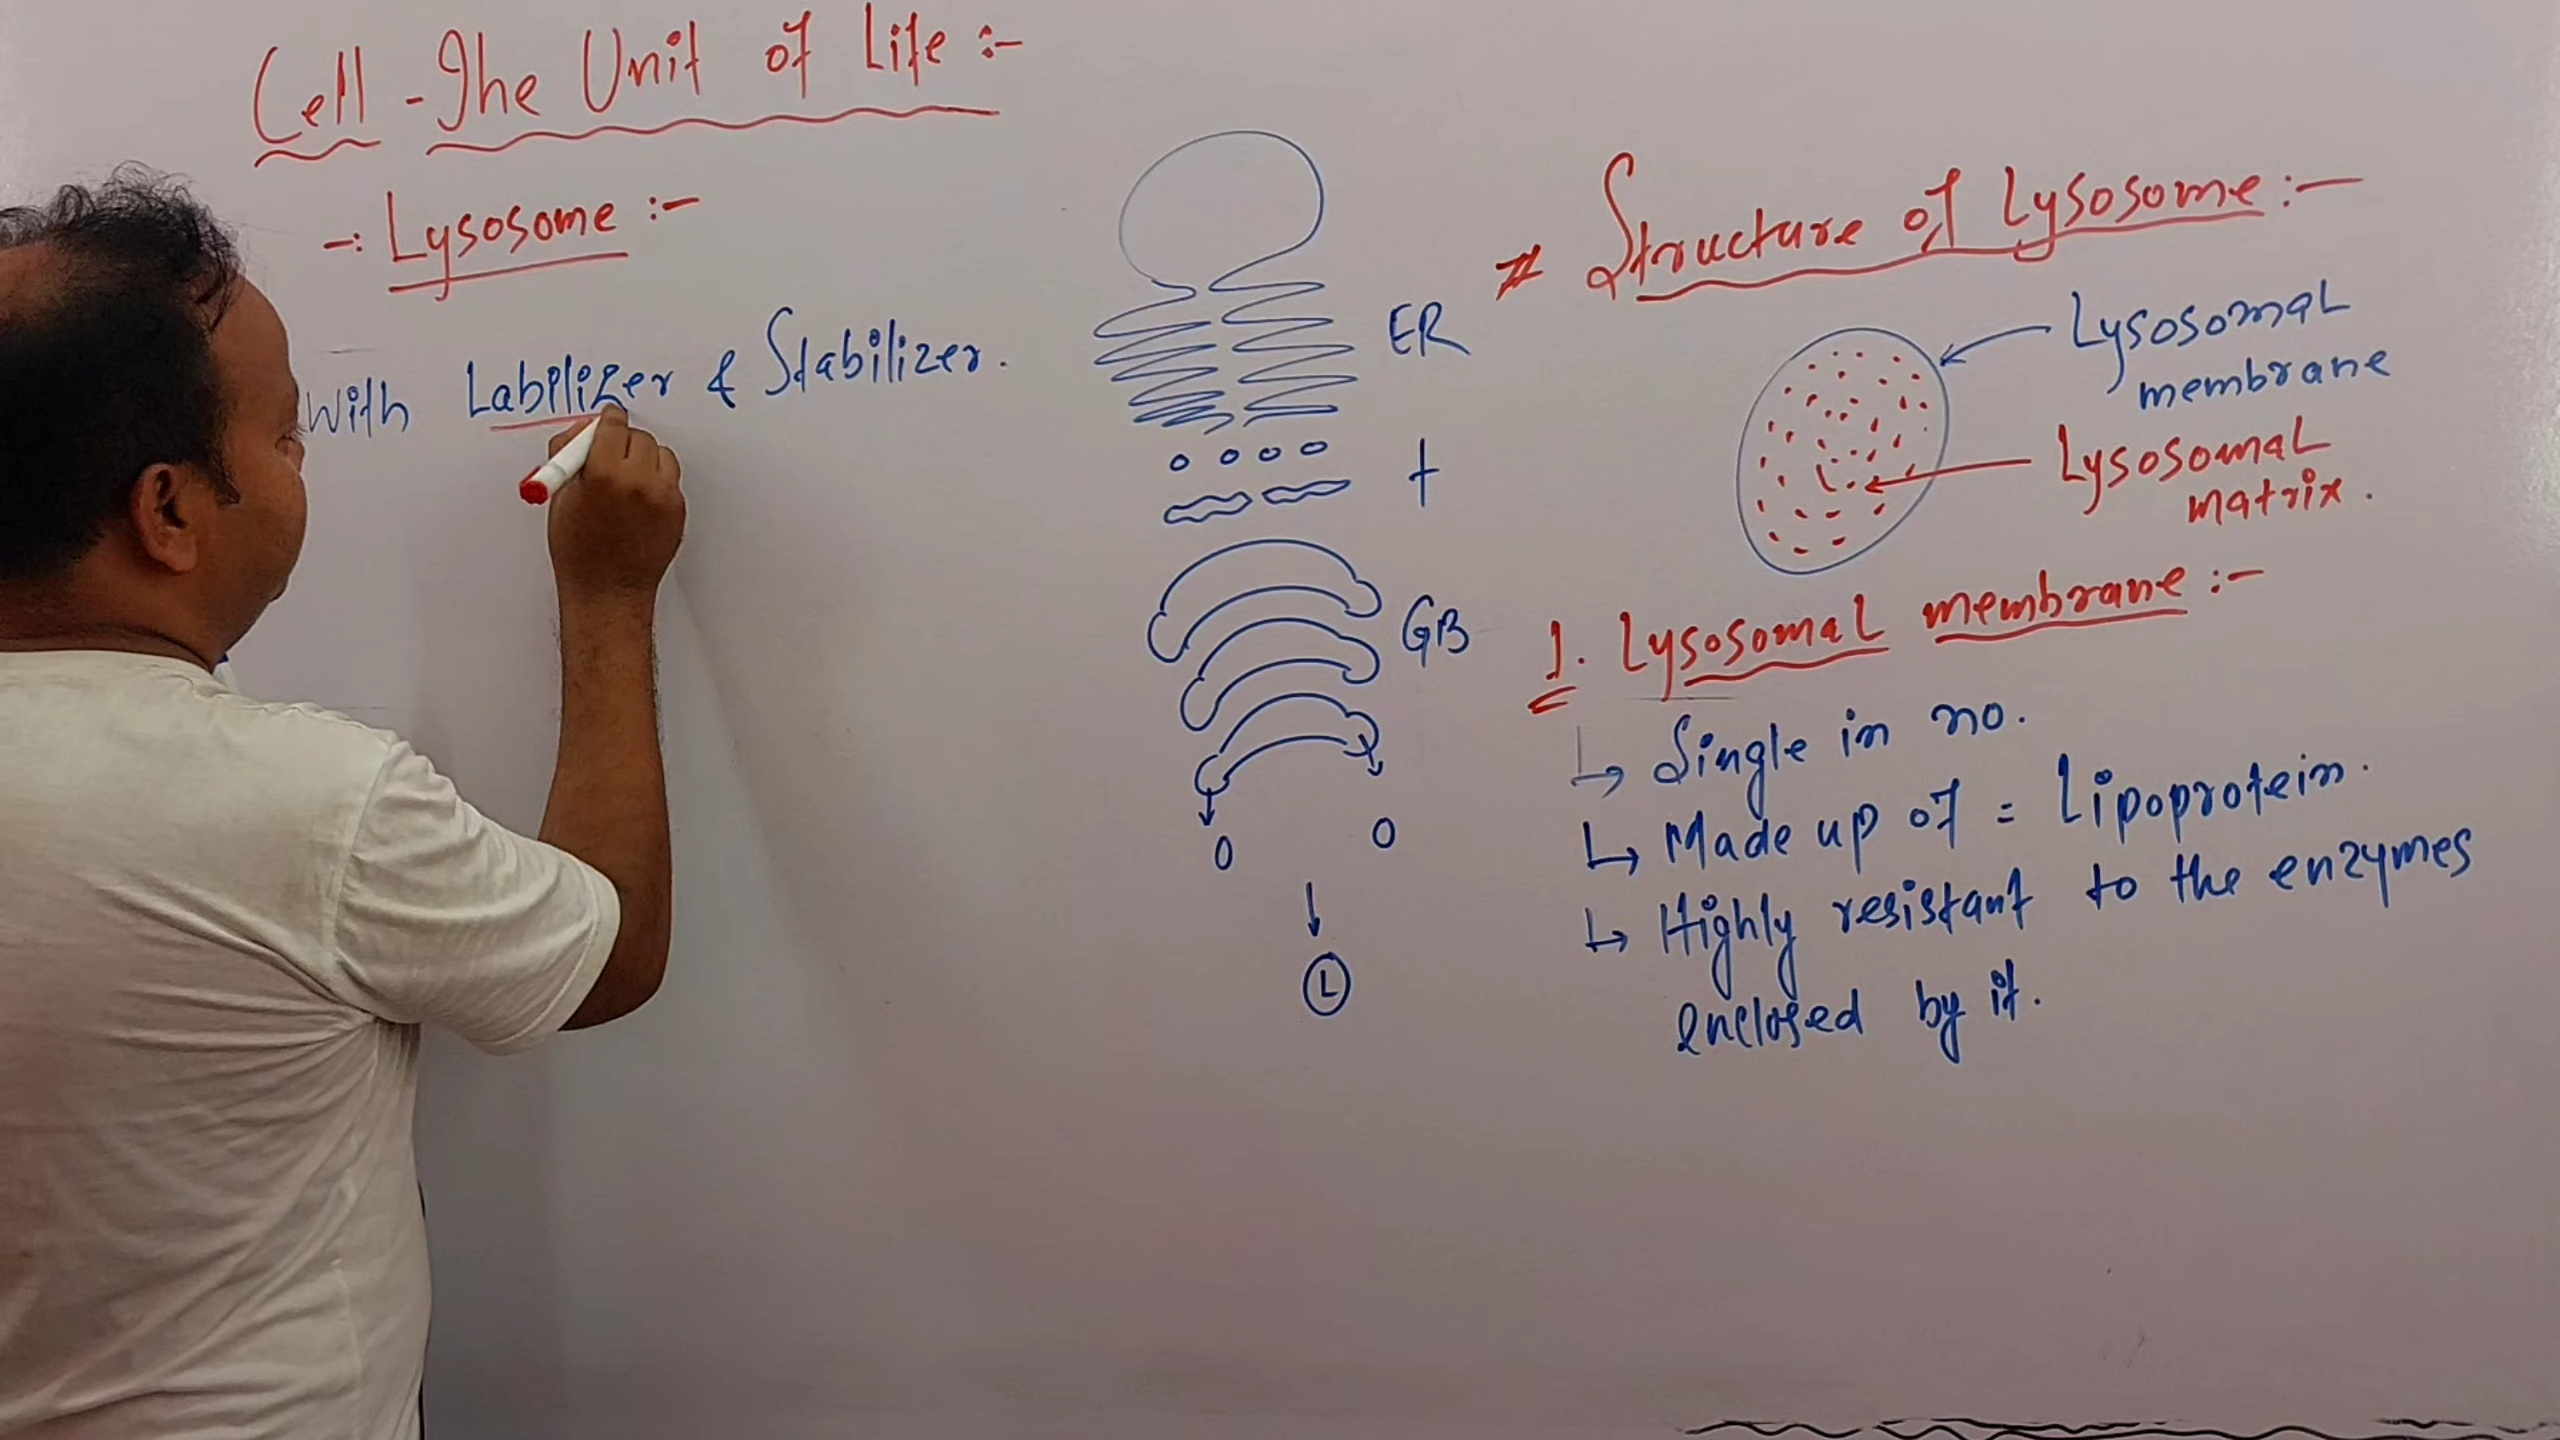 Cell - The Unit of Life :-
-: Lysosome :-
With Labilizer & Stabilizer.
ER
+
GB
L
# Structure of Lysosome :-
Lysosomal
membrane
Lysosomal
matrix.
1. Lysosomal membrane :-
↳ Single in no.
↳ Made up of = Lipoprotein.
↳ Highly resistant to the enzymes
enclosed by it.